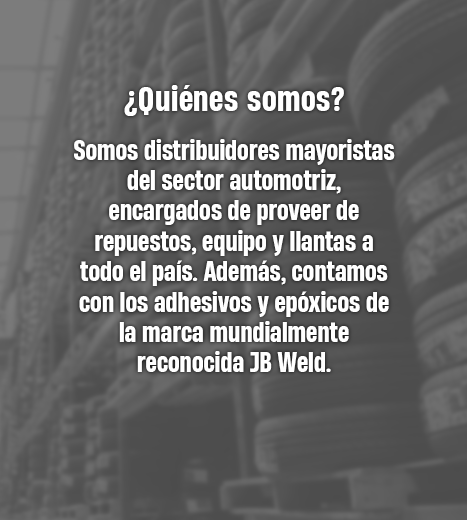 ¿Quiénes somos?
Somos distribuidores mayoristas
del sector automotriz,
encargados de proveer de
repuestos, equipo y llantas a
todo el país. Además, contamos
con los adhesivos y epóxicos de
la marca mundialmente
reconocida JB Weld.